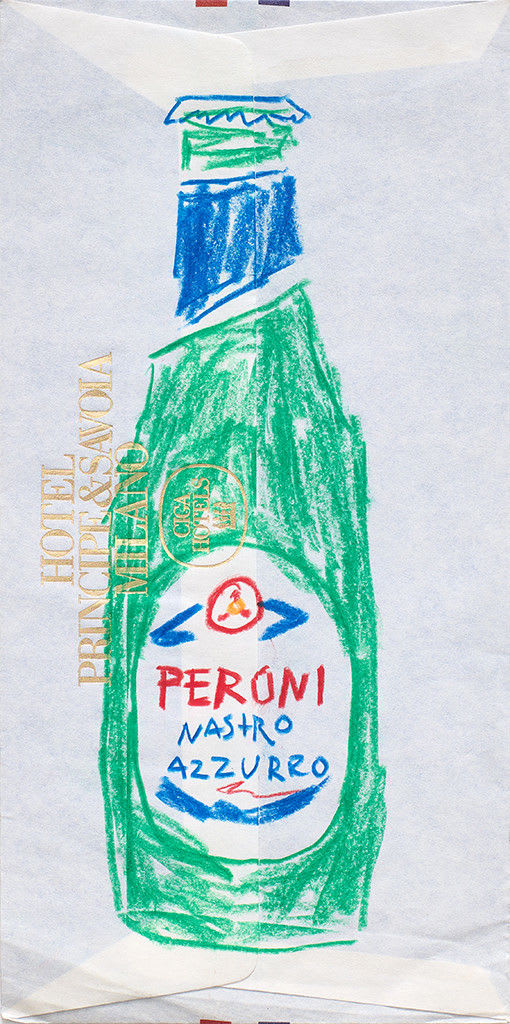 HOTEL
PRINCIPE & SAVOIA
MILANO
CIGA
HOTELS
PERONI
NASTRO
AZZURRO